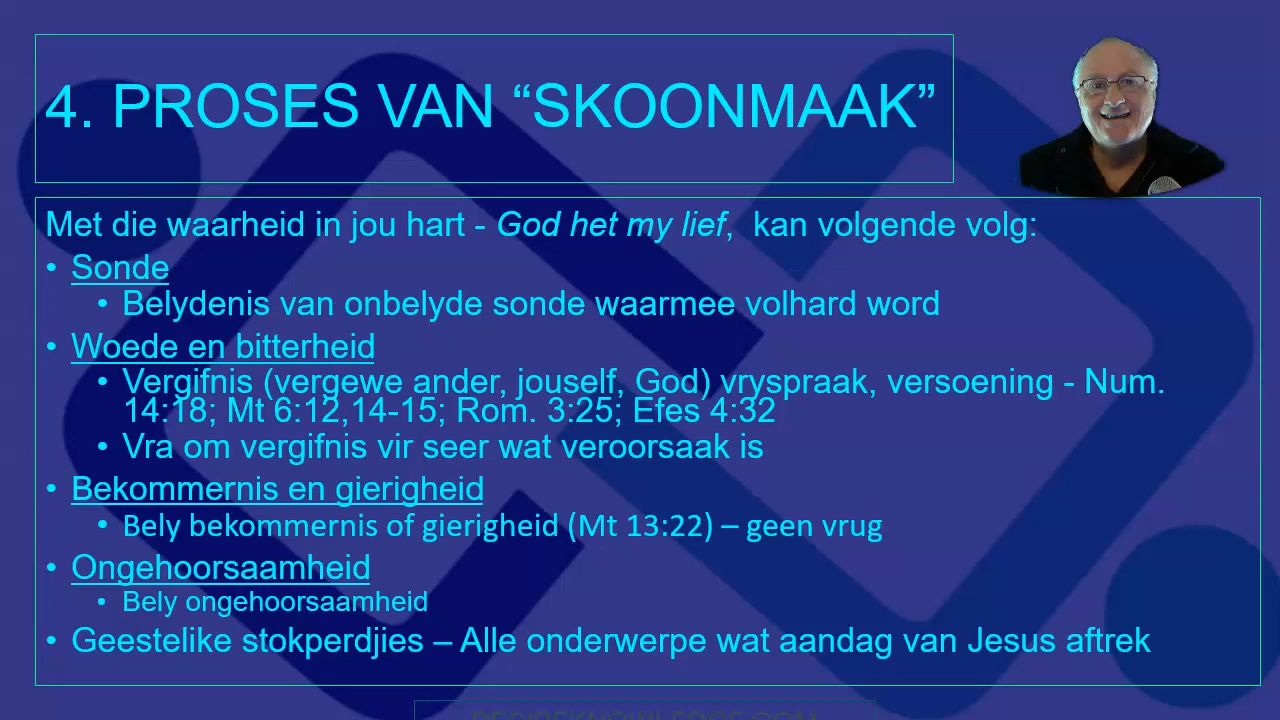 4. PROSES VAN “SKOONMAAK”
Met die waarheid in jou hart - God het my lief, kan volgende volg:
• Sonde
• Belydenis van onbelyde sonde waarmee volhard word
• Woede en bitterheid
• Vergifnis (vergewe ander, jouself, God) vryspraak, versoening - Num.
14:18; Mt 6:12,14-15; Rom. 3:25; Efes 4:32
• Vra om vergifnis vir seer wat veroorsaak is
• Bekommernis en gierigheid
• Bely bekommernis of gierigheid (Mt 13:22) – geen vrug
• Ongehoorsaamheid
• Bely ongehoorsaamheid
• Geestelike stokperdjies – Alle onderwerpe wat aandag van Jesus aftrek